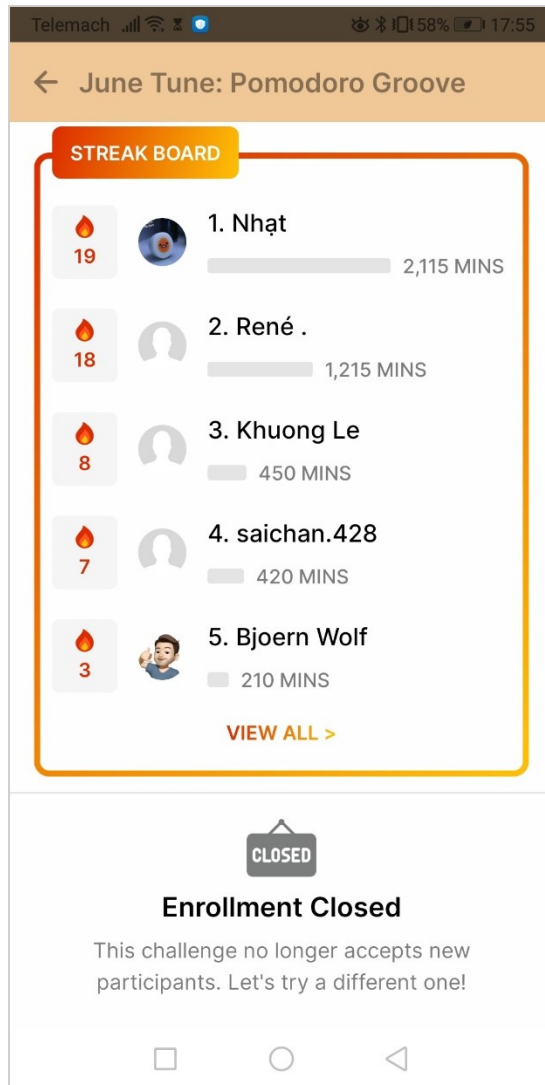 Telemach 58% 17:55
June Tune: Pomodoro Groove
STREAK BOARD
19
1. Nhạt
2,115 MINS
18
2. René .
1,215 MINS
8
3. Khuong Le
450 MINS
7
4. saichan.428
420 MINS
3
5. Bjoern Wolf
210 MINS
VIEW ALL >
CLOSED
Enrollment Closed
This challenge no longer accepts new
participants. Let's try a different one!